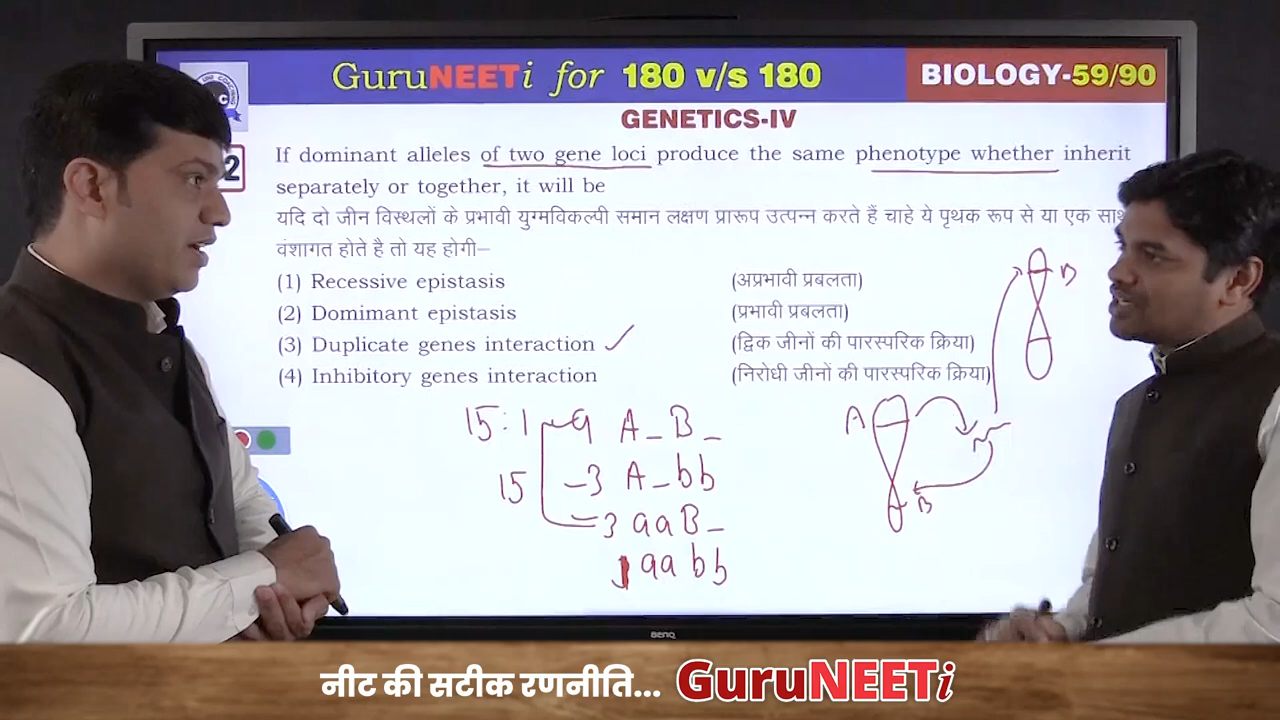 GuruNEETi for 180 v/s 180
BIOLOGY-59/90
GENETICS-IV
2
If dominant alleles of two gene loci produce the same phenotype whether inherit
separately or together, it will be
यदि दो जीन विस्थलों के प्रभावी युग्मविकल्पी समान लक्षण प्रारूप उत्पन्न करते हैं चाहे ये पृथक रूप से या एक साथ
वंशागत होते है तो यह होगी–
(1) Recessive epistasis (अप्रभावी प्रबलता)
(2) Domimant epistasis (प्रभावी प्रबलता)
(3) Duplicate genes interaction (द्विक जीनों की पारस्परिक क्रिया)
(4) Inhibitory genes interaction (निरोधी जीनों की पारस्परिक क्रिया)
15:1 9 A_B_
15 3 A_bb
3 aaB_
1 aabb
A
B
BenQ
नीट की सटीक रणनीति... GuruNEETi